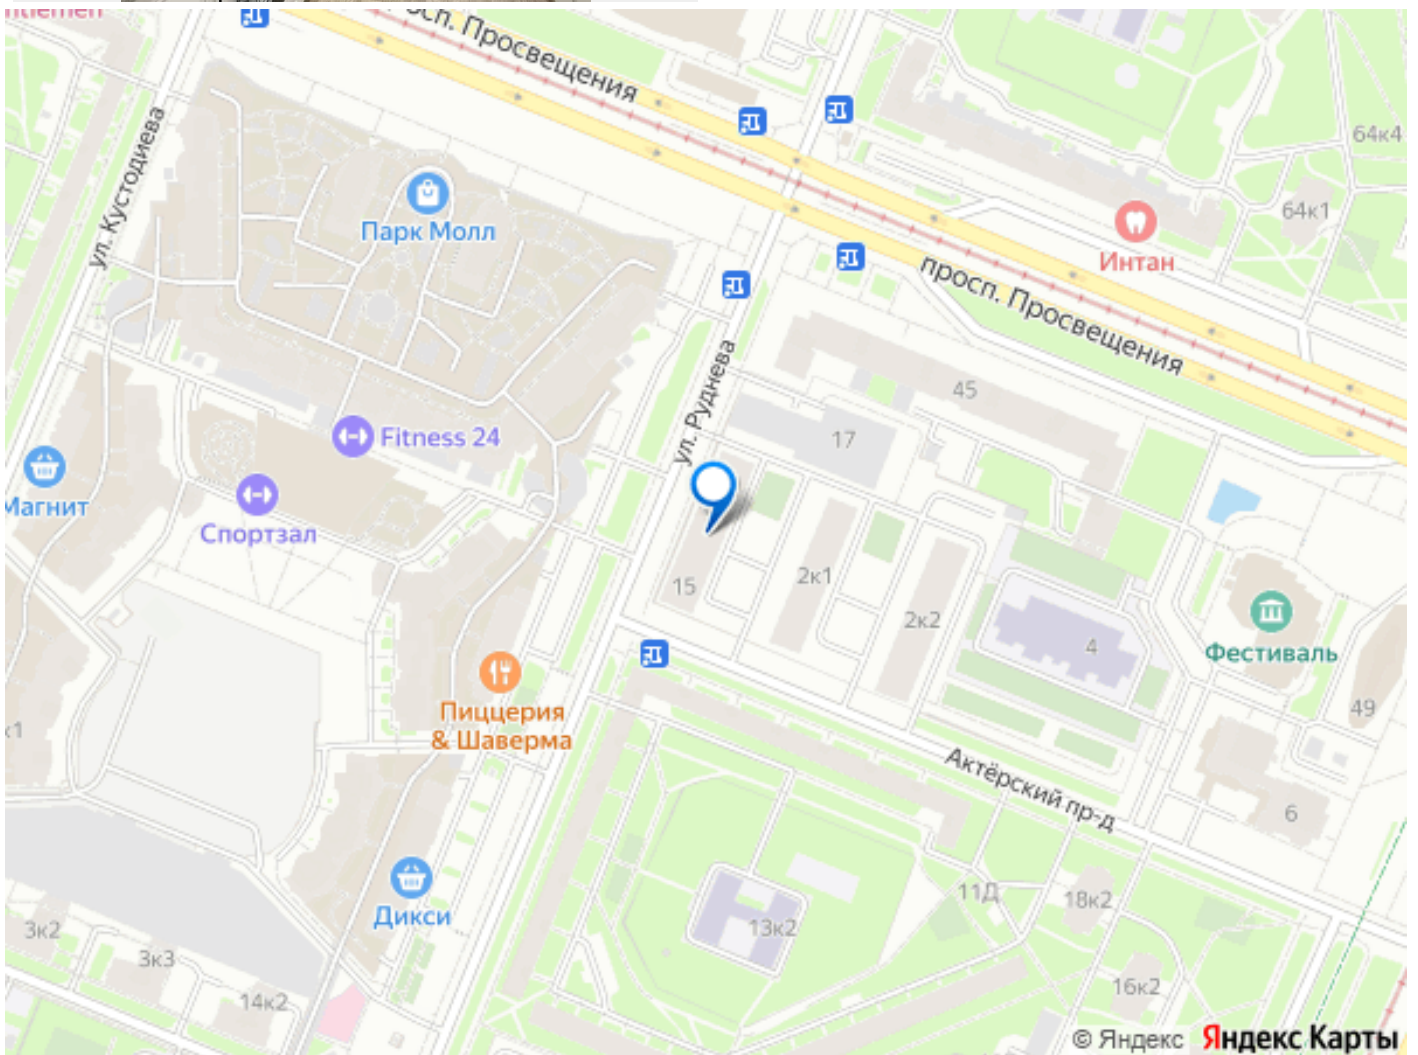 просп. Просвещения
ул. Кустодиева
64к4
64к1
Парк Молл
Интан
просп. Просвещения
ул. Руднева
45
17
Fitness 24
Магнит
Спортзал
15
2к1
2к2
4
Фестиваль
49
Пиццерия
& Шаверма
Актёрский пр-д
6
Дикси
11Д
18к2
13к2
3к2
3к3
14к2
16к2
© Яндекс Яндекс Карты